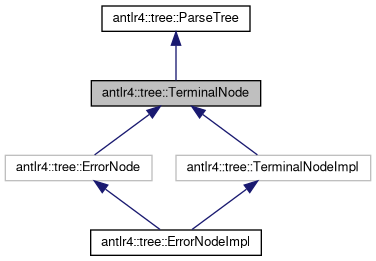 antlr4::tree::ParseTree
antlr4::tree::TerminalNode
antlr4::tree::ErrorNode
antlr4::tree::TerminalNodeImpl
antlr4::tree::ErrorNodeImpl